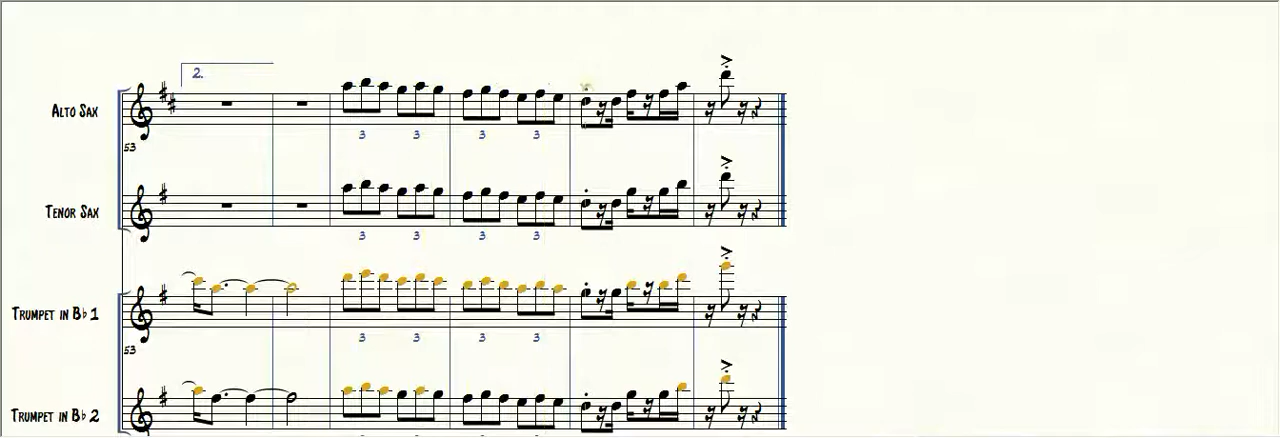 2.
ALTO SAX
53
3 3 3 3
TENOR SAX
3 3 3 3
TRUMPET IN B♭ 1
53
3 3 3 3
TRUMPET IN B♭ 2